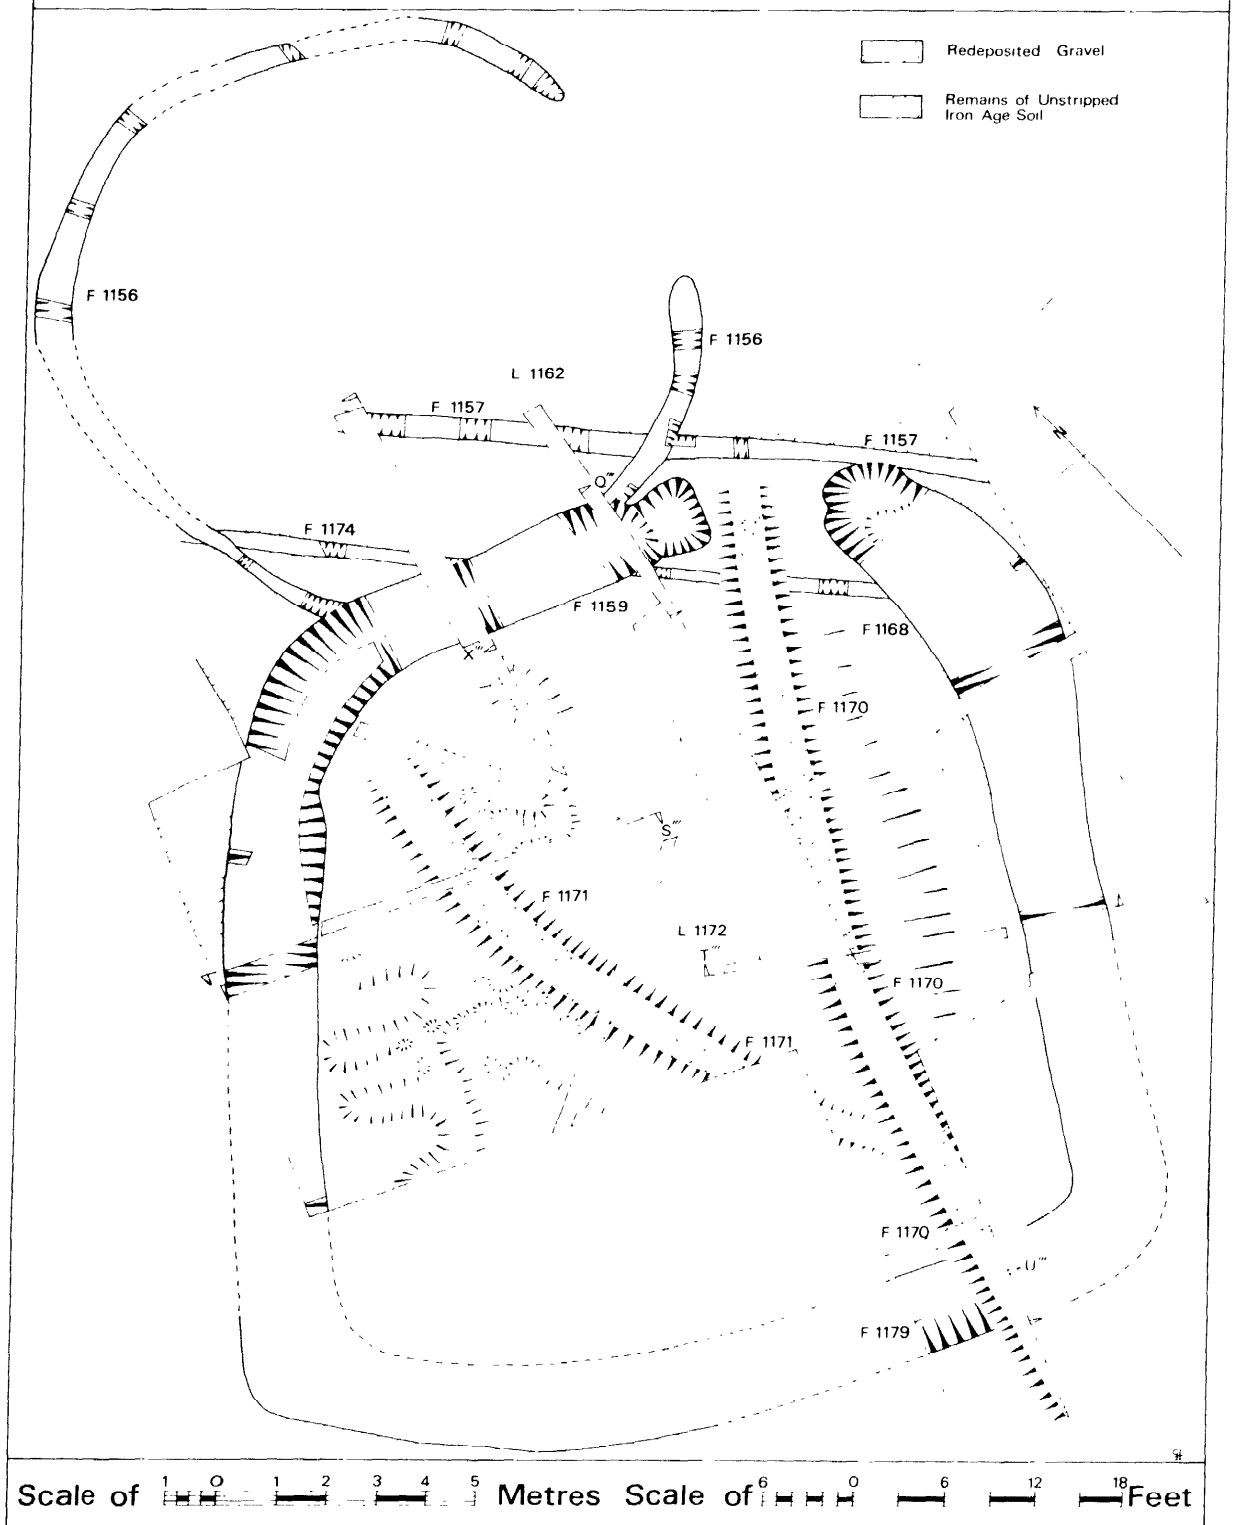 Redeposited Gravel
Remains of Unstripped
Iron Age Soil
F 1156
F 1156
L 1162
F 1157
F 1157
N
Q'''
F 1174
F 1159
F 1168
X'''
F 1170
S'''
F 1171
L 1172
T'''
F 1170
F 1171
F 1170
U'''
F 1179
Scale of 1 0 1 2 3 4 5 Metres Scale of 6 0 6 12 18 Feet